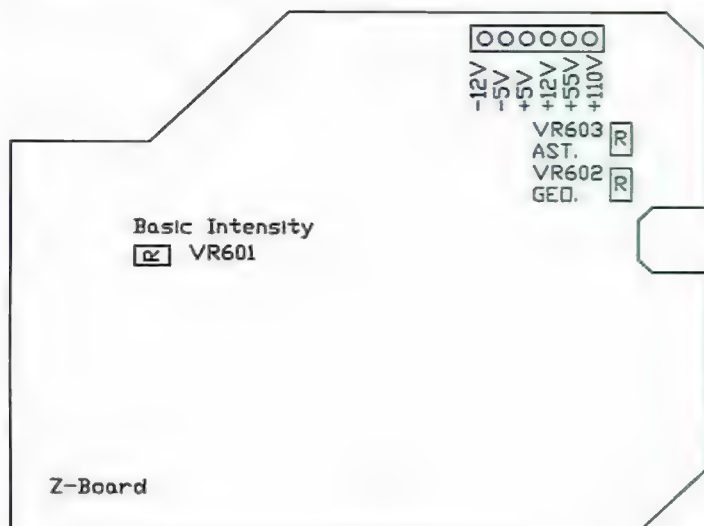 -12V
-5V
+5V
+12V
+55V
+110V
VR603 R
AST.
VR602 R
GEO.
Basic Intensity
R VR601
Z-Board